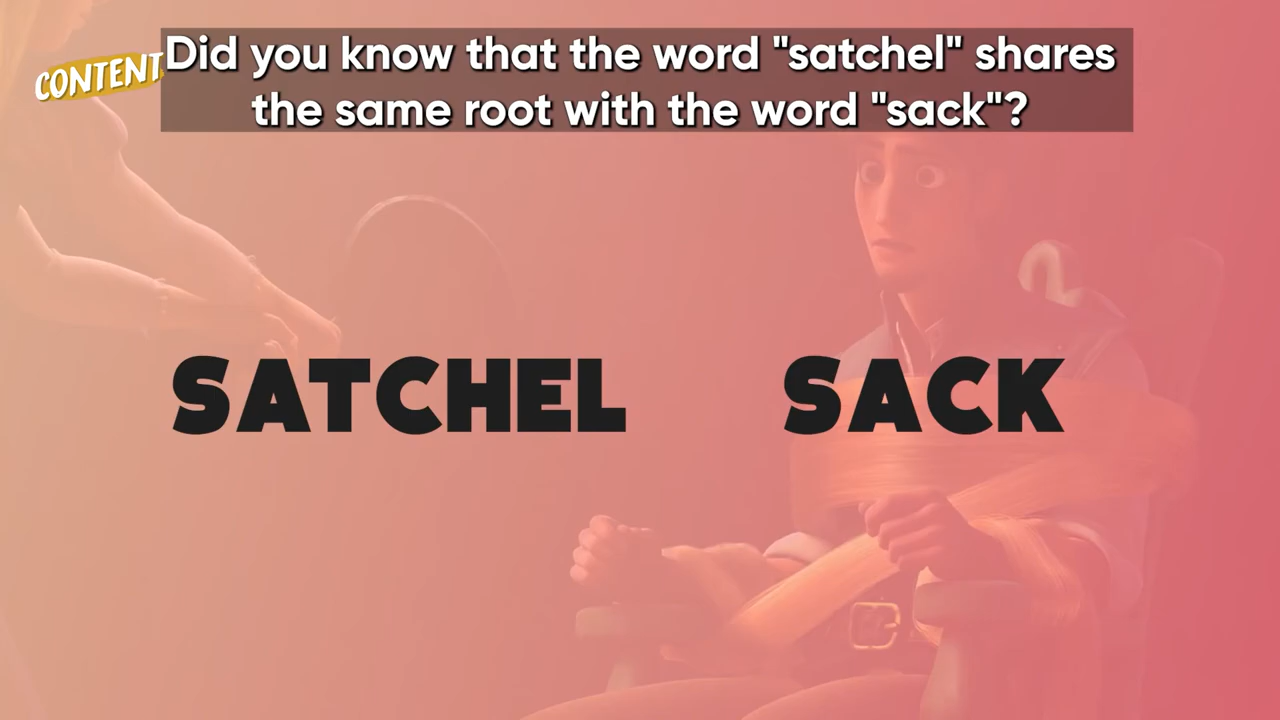 CONTENT
Did you know that the word "satchel" shares
the same root with the word "sack"?
SATCHEL SACK